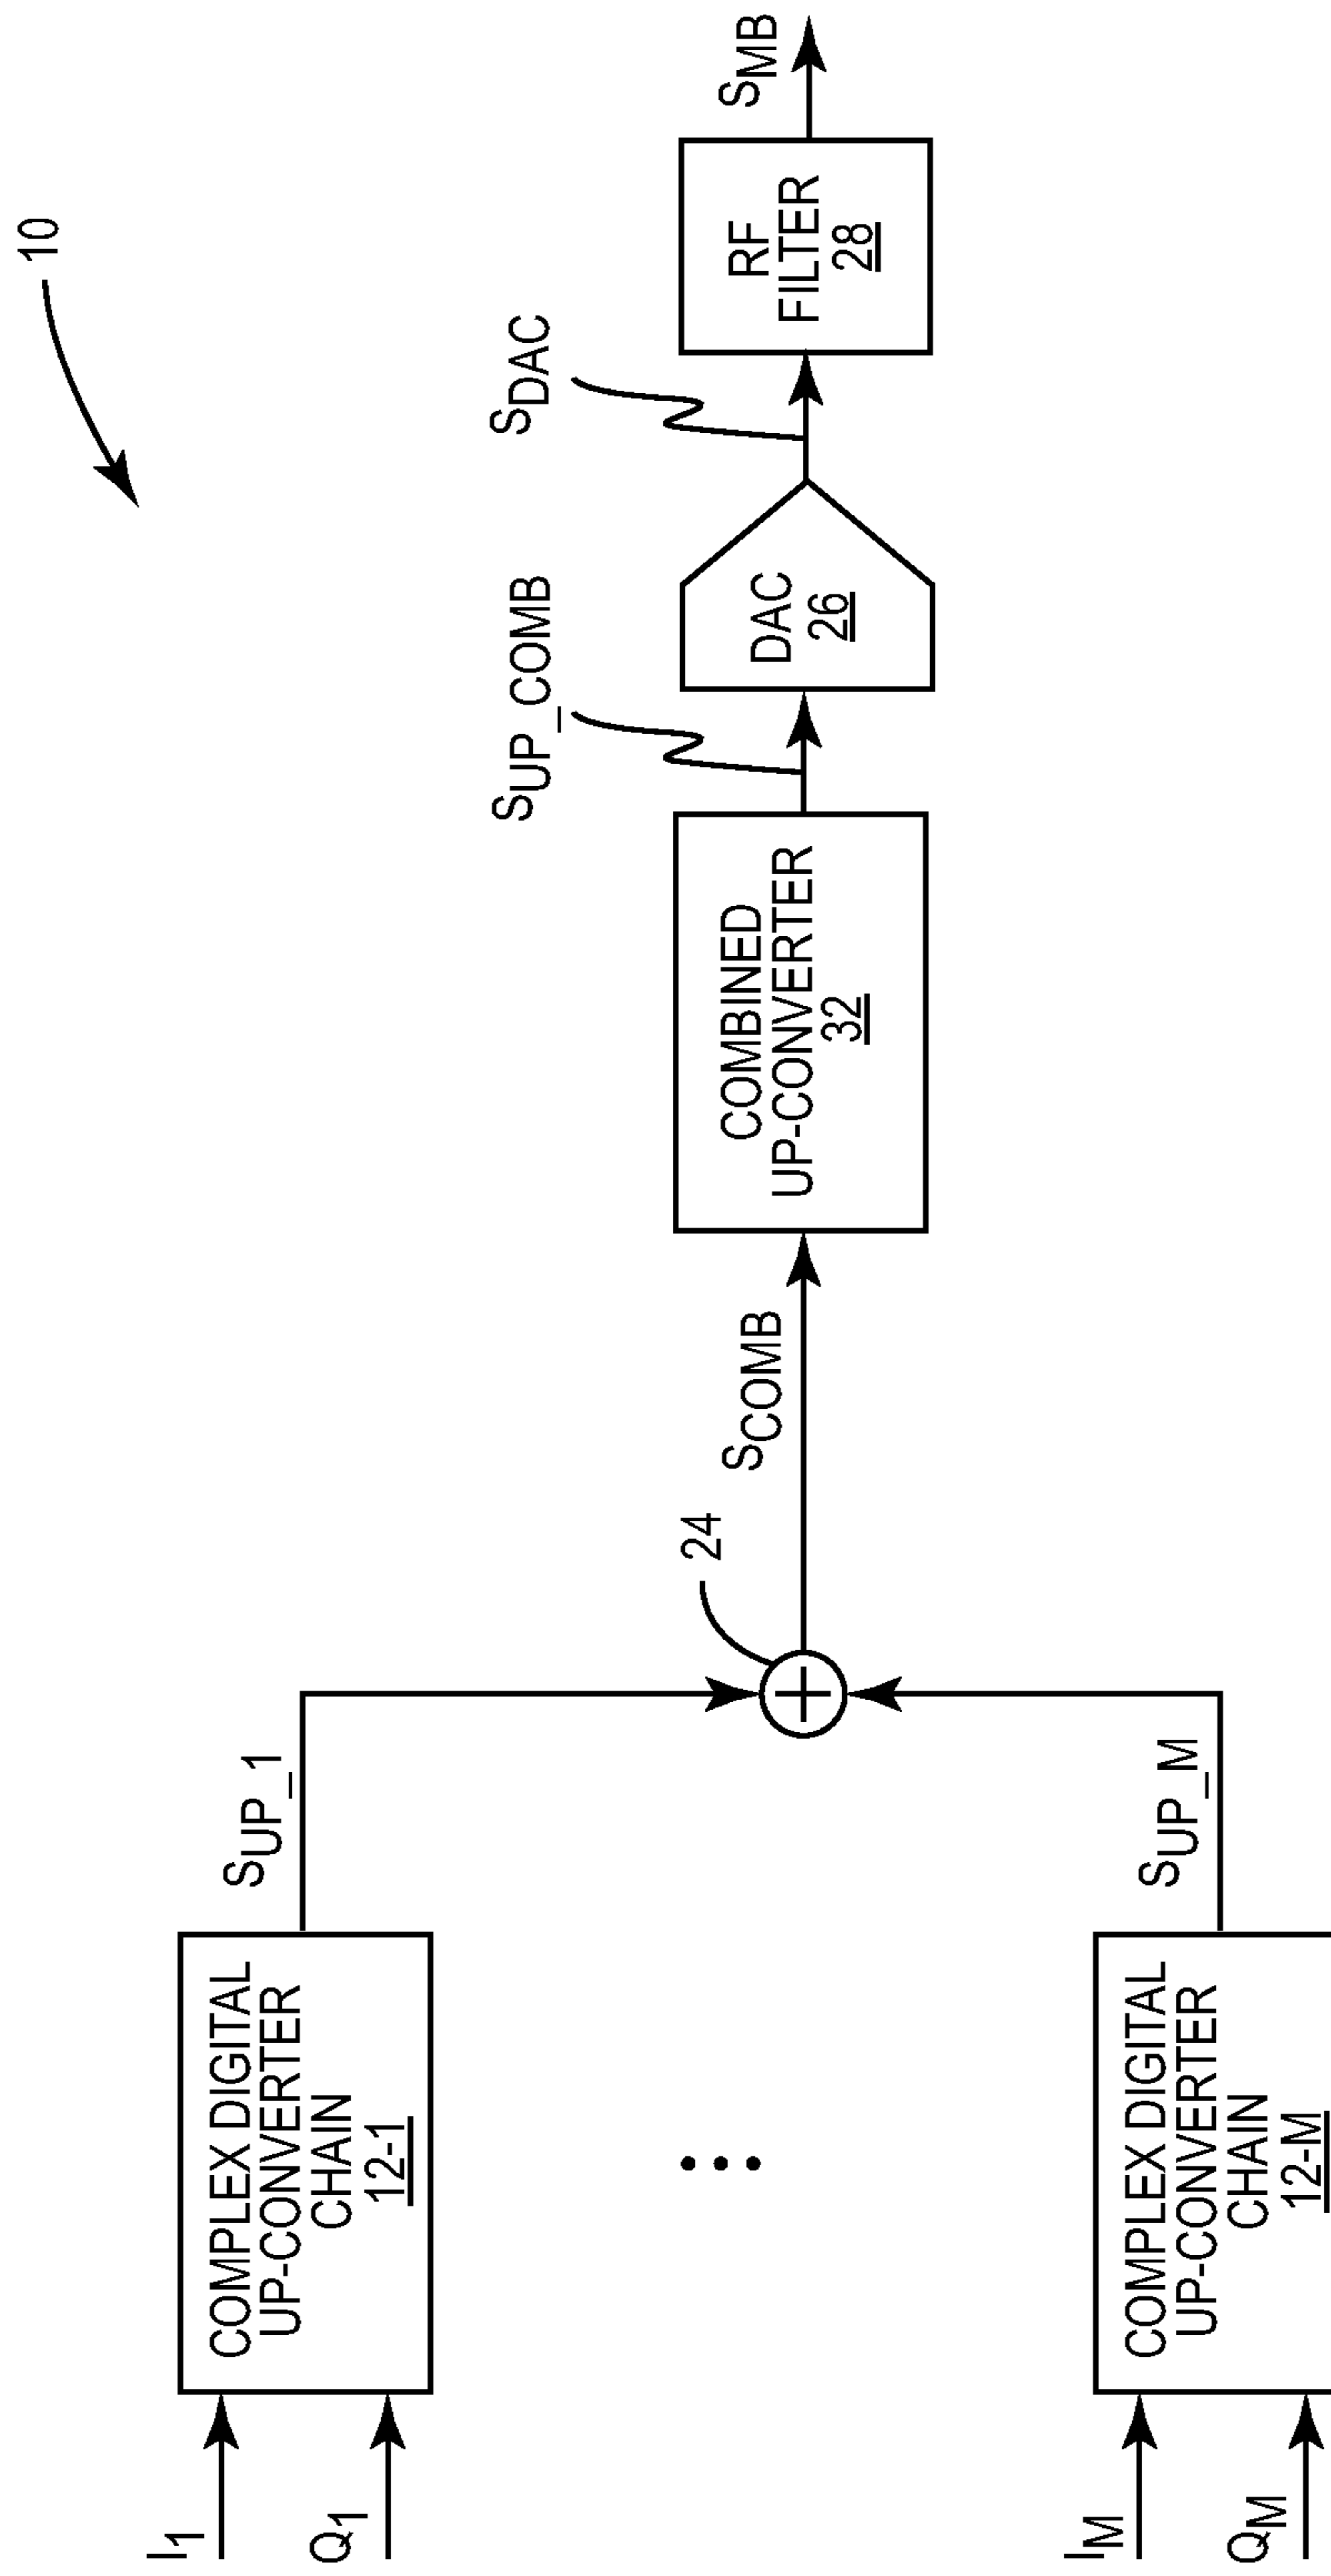 10
I1
Q1
COMPLEX DIGITAL
UP-CONVERTER
CHAIN
12-1
SUP_1
IM
QM
COMPLEX DIGITAL
UP-CONVERTER
CHAIN
12-M
SUP_M
24
SCOMB
COMBINED
UP-CONVERTER
32
SUP_COMB
DAC
26
SDAC
RF
FILTER
28
SMB